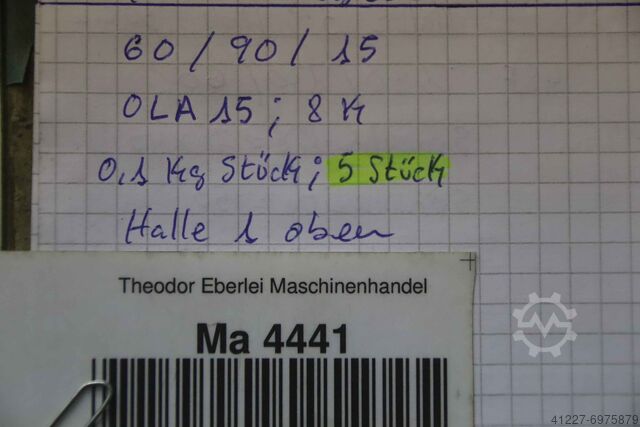 60 / 90 / 15
OLA 15 ; 8 K
0,1 Kg Stück ; 5 Stück
Halle 1 oben
Theodor Eberlei Maschinenhandel
Ma 4441
41227-6975879